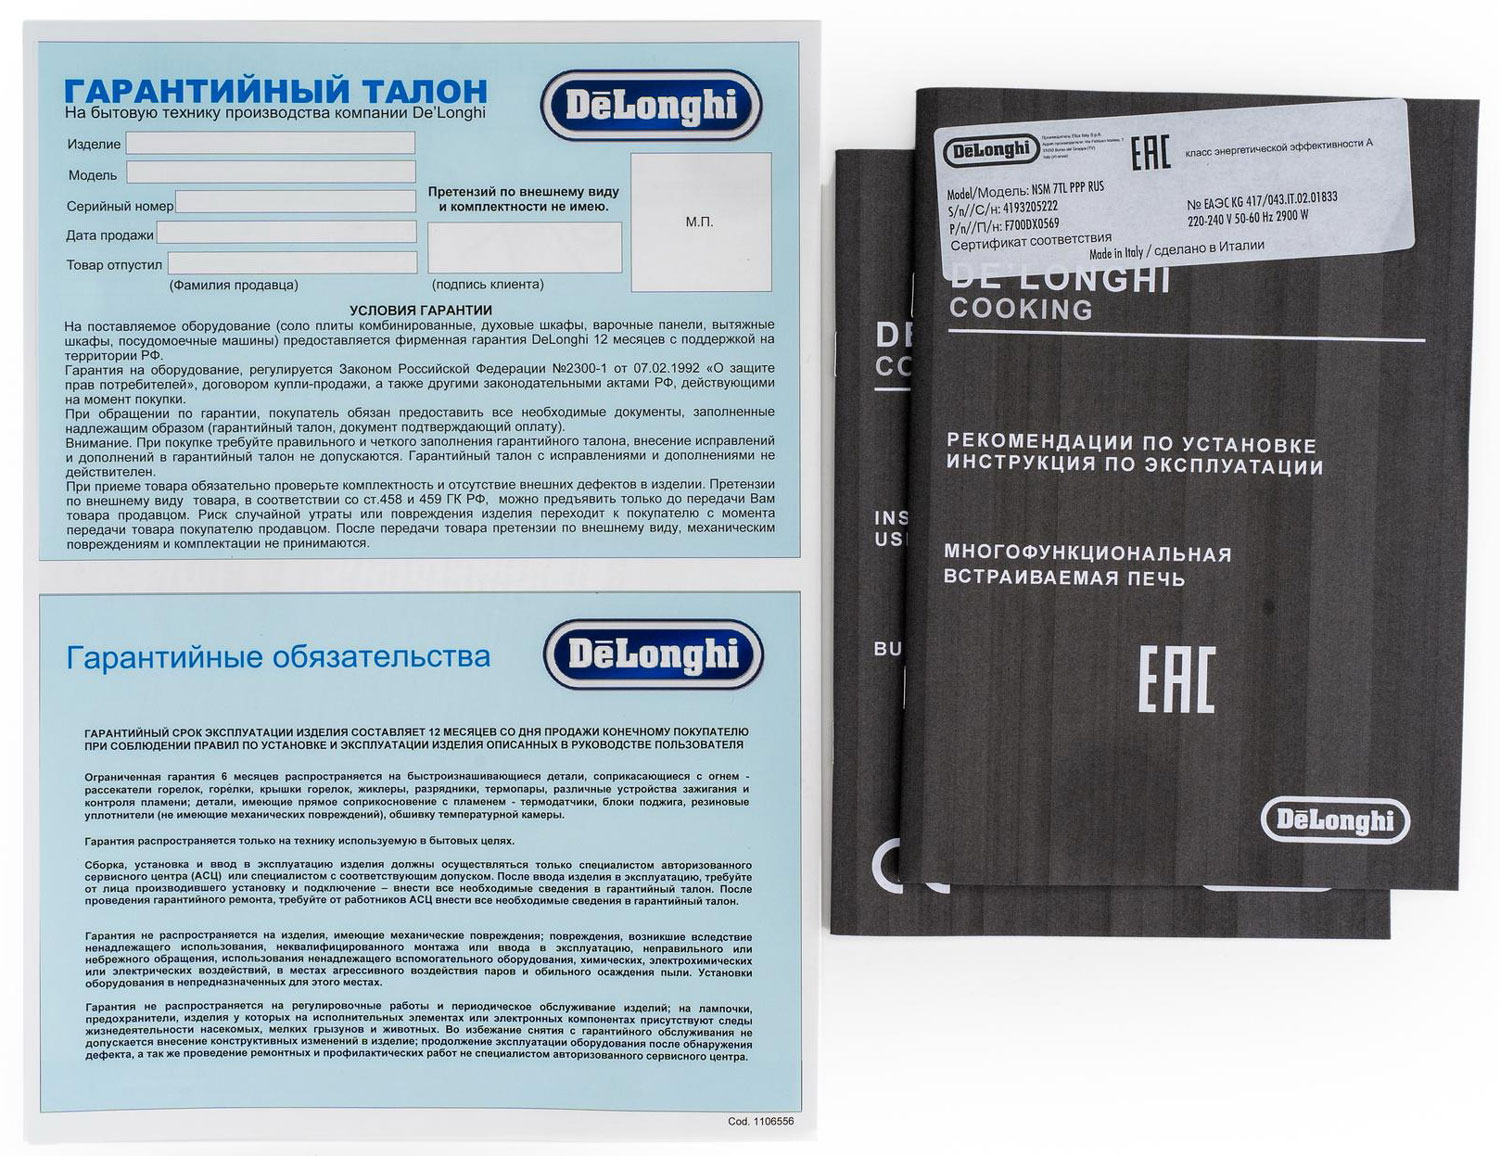 ГАРАНТИЙНЫЙ ТАЛОН
На бытовую технику производства компании De'Longhi
DeLonghi
Изделие
Модель
Серийный номер
Дата продажи
Товар отпустил
(Фамилия продавца)
Претензий по внешнему виду
и комплектности не имею.
(подпись клиента)
М.П.
УСЛОВИЯ ГАРАНТИИ
На поставляемое оборудование (соло плиты комбинированные, духовые шкафы, варочные панели, вытяжные
шкафы, посудомоечные машины) предоставляется фирменная гарантия DeLonghi 12 месяцев с поддержкой на
территории РФ.
Гарантия на оборудование, регулируется Законом Российской Федерации №2300-1 от 07.02.1992 «О защите
прав потребителей», договором купли-продажи, а также другими законодательными актами РФ, действующими
на момент покупки.
При обращении по гарантии, покупатель обязан предоставить все необходимые документы, заполненные
надлежащим образом (гарантийный талон, документ подтверждающий оплату).
Внимание. При покупке требуйте правильного и четкого заполнения гарантийного талона, внесение исправлений
и дополнений в гарантийный талон не допускаются. Гарантийный талон с исправлениями и дополнениями не
действителен.
При приеме товара обязательно проверьте комплектность и отсутствие внешних дефектов в изделии. Претензии
по внешнему виду товара, в соответствии со ст.458 и 459 ГК РФ, можно предъявить только до передачи Вам
товара продавцом. Риск случайной утраты или повреждения изделия переходит к покупателю с момента
передачи товара покупателю продавцом. После передачи товара претензии по внешнему виду, механическим
повреждениям и комплектации не принимаются.
Гарантийные обязательства
DeLonghi
ГАРАНТИЙНЫЙ СРОК ЭКСПЛУАТАЦИИ ИЗДЕЛИЯ СОСТАВЛЯЕТ 12 МЕСЯЦЕВ СО ДНЯ ПРОДАЖИ КОНЕЧНОМУ ПОКУПАТЕЛЮ
ПРИ СОБЛЮДЕНИИ ПРАВИЛ ПО УСТАНОВКЕ И ЭКСПЛУАТАЦИИ ИЗДЕЛИЯ ОПИСАННЫХ В РУКОВОДСТВЕ ПОЛЬЗОВАТЕЛЯ
Ограниченная гарантия 6 месяцев распространяется на быстроизнашивающиеся детали, соприкасающиеся с огнем -
рассекатели горелок, горелки, крышки горелок, жиклеры, разрядники, термопары, различные устройства зажигания и
контроля пламени; детали, имеющие прямое соприкосновение с пламенем - термодатчики, блоки поджига, резиновые
уплотнители (не имеющие механических повреждений), обшивку температурной камеры.
Гарантия распространяется только на технику используемую в бытовых целях.
Сборка, установка и ввод в эксплуатацию изделия должны осуществляться только специалистом авторизованного
сервисного центра (АСЦ) или специалистом с соответствующим допуском. После ввода изделия в эксплуатацию, требуйте
от лица производившего установку и подключение – внести все необходимые сведения в гарантийный талон. После
проведения гарантийного ремонта, требуйте от работников АСЦ внести все необходимые сведения в гарантийный талон.
Гарантия не распространяется на изделия, имеющие механические повреждения; повреждения, возникшие вследствие
ненадлежащего использования, неквалифицированного монтажа или ввода в эксплуатацию, неправильного или
небрежного обращения, использования ненадлежащего вспомогательного оборудования, химических, электрохимических
или электрических воздействий, в местах агрессивного воздействия паров и обильного осаждения пыли. Установки
оборудования в непредназначенных для этого местах.
Гарантия не распространяется на регулировочные работы и периодическое обслуживание изделий; на лампочки,
предохранители, изделия у которых на исполнительных элементах или электронных компонентах присутствуют следы
жизнедеятельности насекомых, мелких грызунов и животных. Во избежание снятия с гарантийного обслуживания не
допускается внесение конструктивных изменений в изделие; продолжение эксплуатации оборудования после обнаружения
дефекта, а так же проведение ремонтных и профилактических работ не специалистом авторизованного сервисного центра.
Cod. 1106556
DE
CO
INS
US
BU
DeLonghi
EAC
класс энергетической эффективности A
Model/Модель: NSM 7TL PPP RUS
S/n//С/н: 4193205222
P/n//П/н: F700DX0569
Сертификат соответствия
№ ЕАЭС KG 417/043.IT.02.01833
220-240 V 50-60 Hz 2900 W
Made in Italy / сделано в Италии
DE'LONGHI
COOKING
РЕКОМЕНДАЦИИ ПО УСТАНОВКЕ
ИНСТРУКЦИЯ ПО ЭКСПЛУАТАЦИИ
МНОГОФУНКЦИОНАЛЬНАЯ
ВСТРАИВАЕМАЯ ПЕЧЬ
EAC
DeLonghi